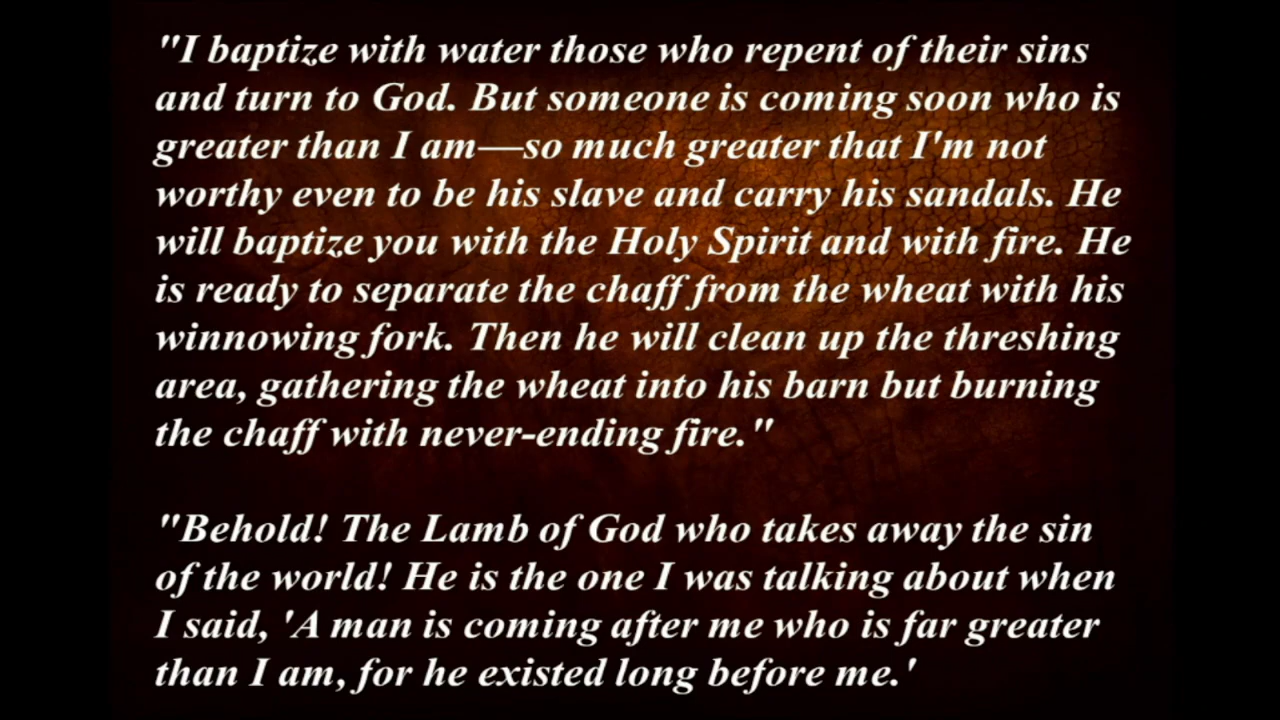 "I baptize with water those who repent of their sins
and turn to God. But someone is coming soon who is
greater than I am—so much greater that I'm not
worthy even to be his slave and carry his sandals. He
will baptize you with the Holy Spirit and with fire. He
is ready to separate the chaff from the wheat with his
winnowing fork. Then he will clean up the threshing
area, gathering the wheat into his barn but burning
the chaff with never-ending fire."
"Behold! The Lamb of God who takes away the sin
of the world! He is the one I was talking about when
I said, 'A man is coming after me who is far greater
than I am, for he existed long before me.'